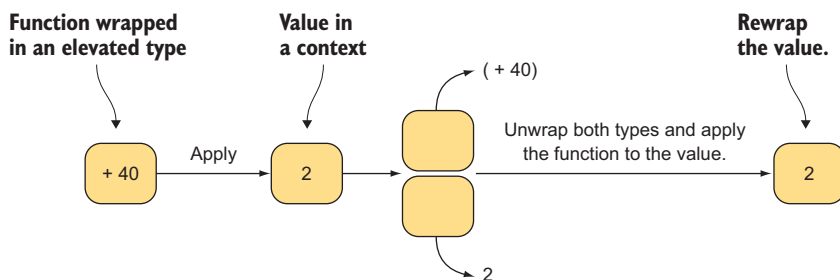 Function wrapped
in an elevated type
Value in
a context
Rewrap
the value.
( + 40)
+ 40
Apply
2
Unwrap both types and apply
the function to the value.
2
2